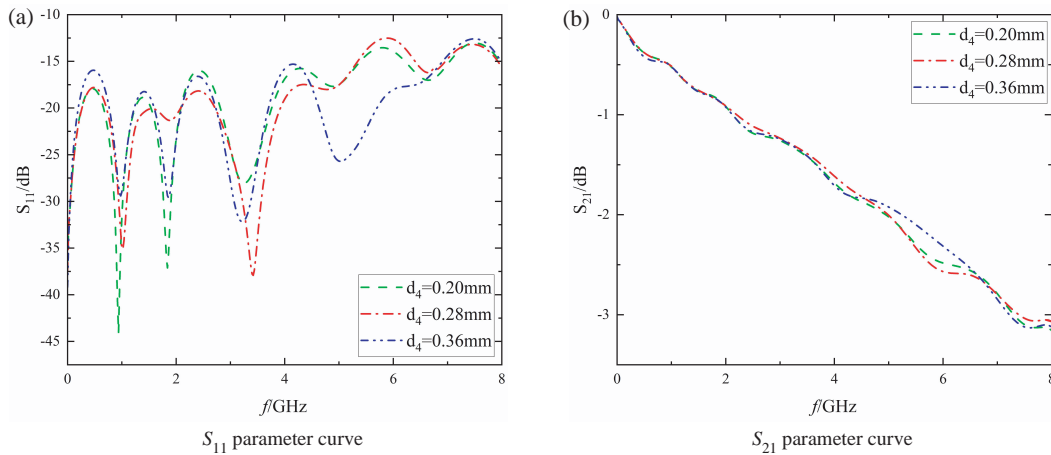 (a)
-10
-15
-20
-25
-30
-35
-40
-45
S11/dB
d4=0.20mm
d4=0.28mm
d4=0.36mm
0 2 4 6 8
f/GHz
S11 parameter curve
(b)
0
-1
-2
-3
S21/dB
d4=0.20mm
d4=0.28mm
d4=0.36mm
0 2 4 6 8
f/GHz
S21 parameter curve